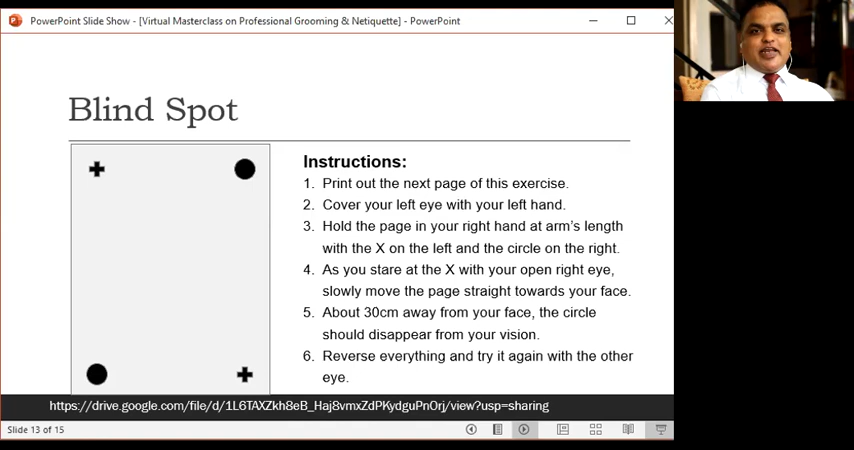 PowerPoint Slide Show - [Virtual Masterclass on Professional Grooming & Netiquette] - PowerPoint
Blind Spot
Instructions:
1. Print out the next page of this exercise.
2. Cover your left eye with your left hand.
3. Hold the page in your right hand at arm's length
with the X on the left and the circle on the right.
4. As you stare at the X with your open right eye,
slowly move the page straight towards your face.
5. About 30cm away from your face, the circle
should disappear from your vision.
6. Reverse everything and try it again with the other
eye.
https://drive.google.com/file/d/1L6TAXZkh8eB_Haj8vmxZdPKydguPnOrj/view?usp=sharing
Slide 13 of 15